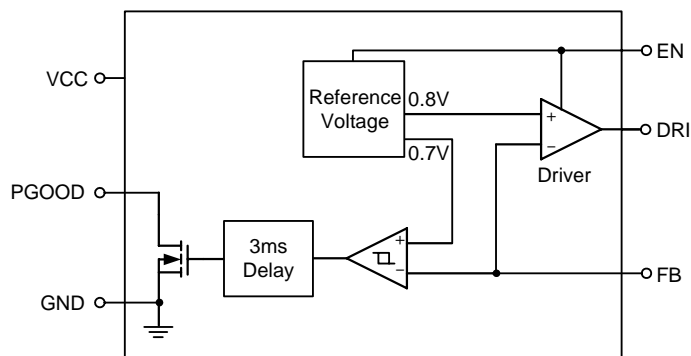 EN
VCC
Reference
Voltage
0.8V
+
−
DRI
0.7V
Driver
PGOOD
3ms
Delay
+
−
FB
GND